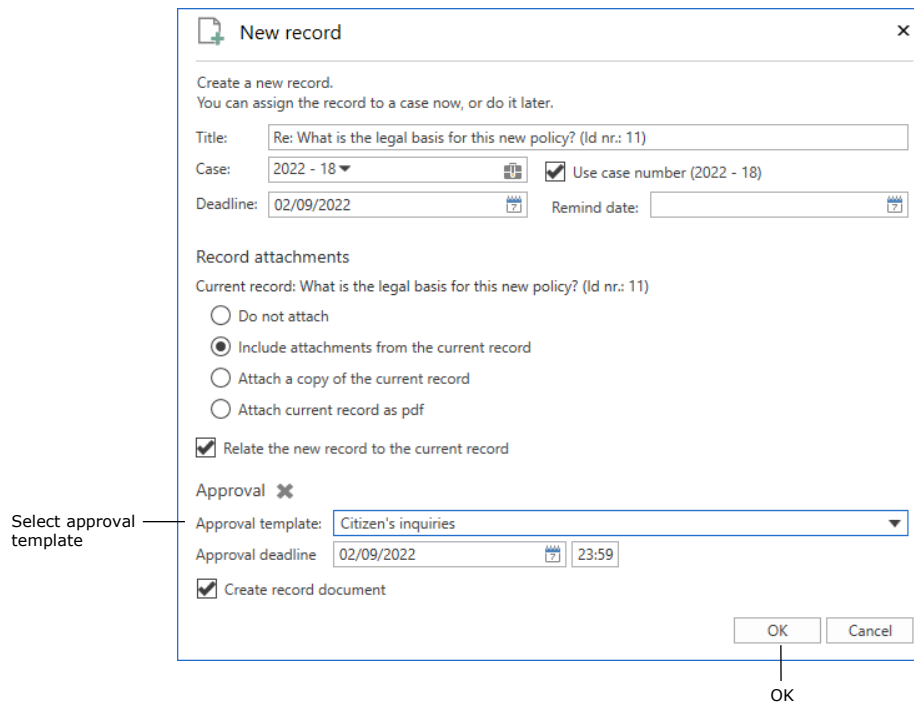 New record
Create a new record.
You can assign the record to a case now, or do it later.
Title: Re: What is the legal basis for this new policy? (Id nr.: 11)
Case: 2022 - 18 Use case number (2022 - 18)
Deadline: 02/09/2022 7 Remind date: 7
Record attachments
Current record: What is the legal basis for this new policy? (Id nr.: 11)
Do not attach
Include attachments from the current record
Attach a copy of the current record
Attach current record as pdf
Relate the new record to the current record
Approval
Select approval
template
Approval template: Citizen's inquiries
Approval deadline 02/09/2022 7 23:59
Create record document
OK Cancel
OK